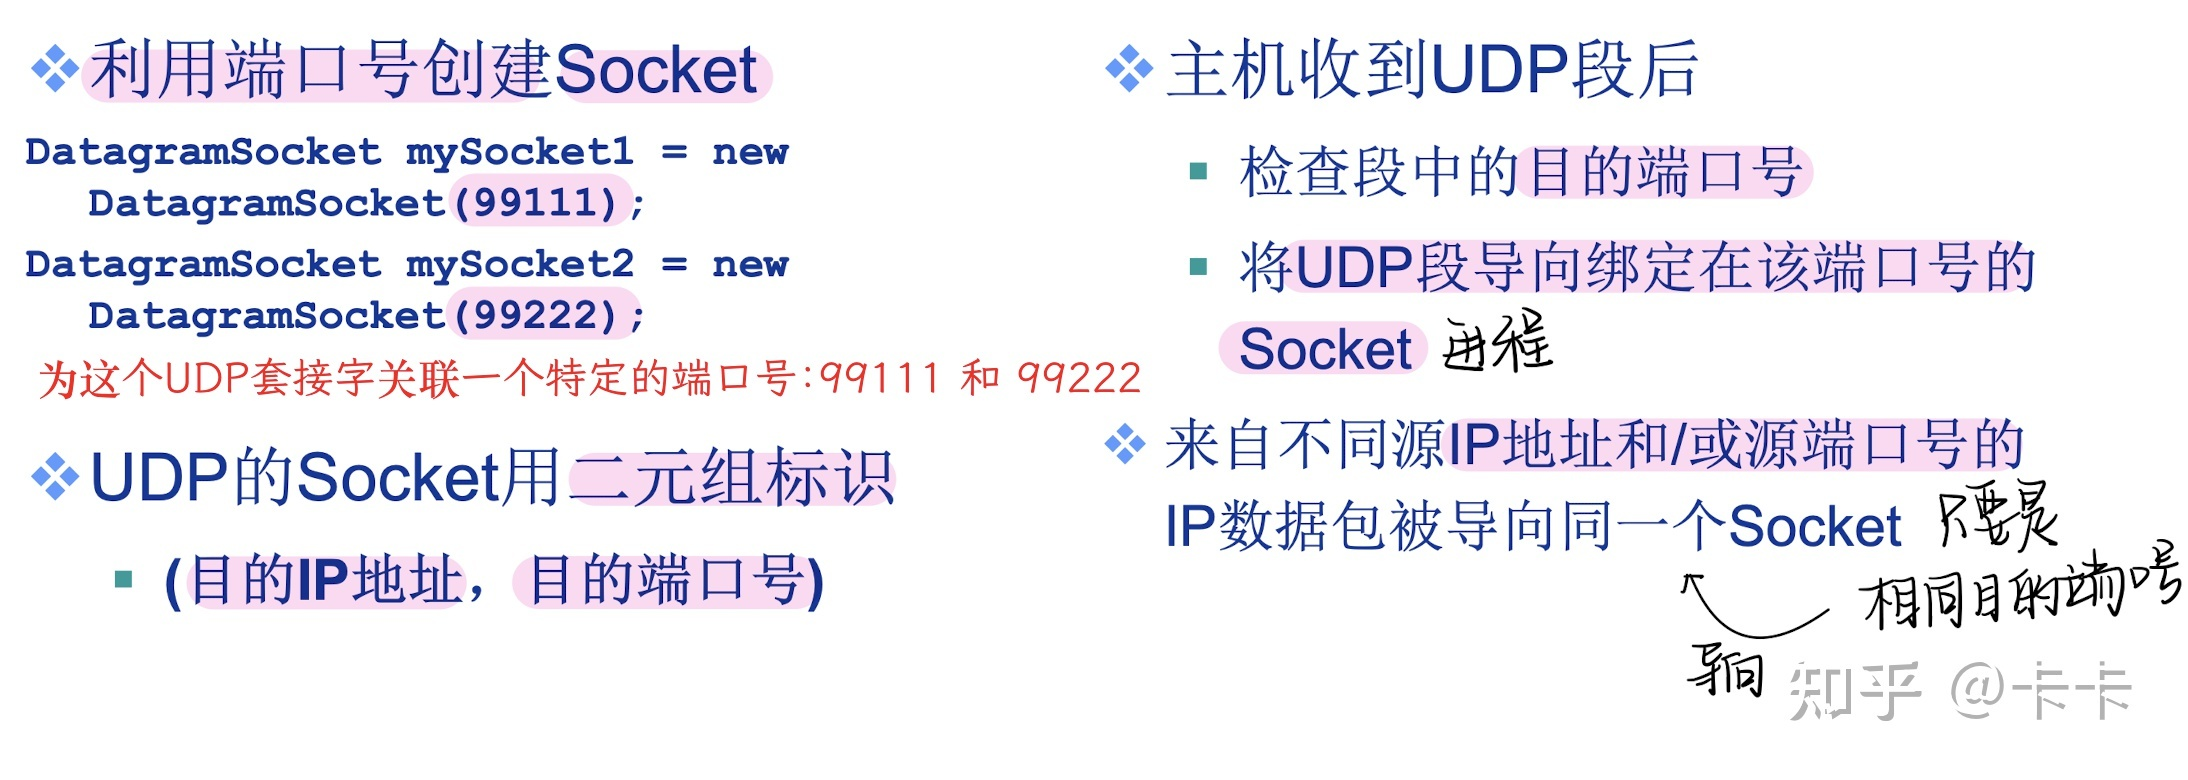 利用端口号创建Socket
DatagramSocket mySocket1 = new
DatagramSocket(99111);
DatagramSocket mySocket2 = new
DatagramSocket(99222);
为这个UDP套接字关联一个特定的端口号:99111 和 99222
UDP的Socket用二元组标识
(目的IP地址，目的端口号)
主机收到UDP段后
检查段中的目的端口号
将UDP段导向绑定在该端口号的
Socket 进程
来自不同源IP地址和/或源端口号的
IP数据包被导向同一个Socket 只要是
相同目的端口号
导向
知乎 @卡卡